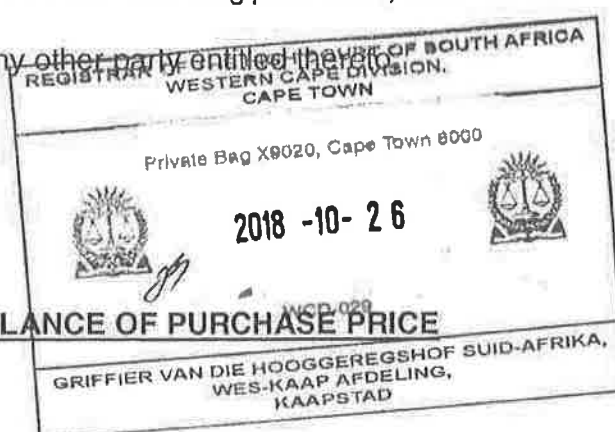 ny other party entitled thereto.
REGISTRAR OF THE HIGH COURT OF SOUTH AFRICA
WESTERN CAPE DIVISION,
CAPE TOWN
Private Bag X9020, Cape Town 8000
2018 -10- 26
WCD-029
LANCE OF PURCHASE PRICE
GRIFFIER VAN DIE HOOGGEREGSHOF SUID-AFRIKA,
WES-KAAP AFDELING,
KAAPSTAD